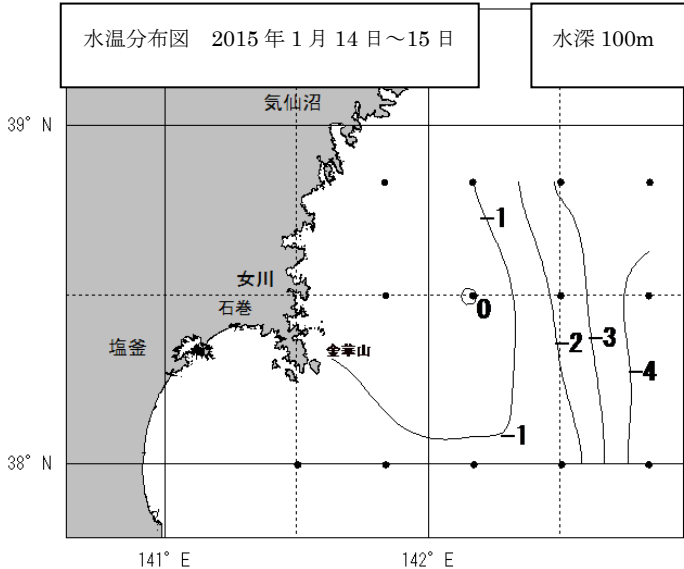 水温分布図 2015年1月14日～15日
水深100m
気仙沼
39° N
-1
女川
0
石巻
-2
-3
塩釜
金華山
-4
-1
38° N
141° E
142° E